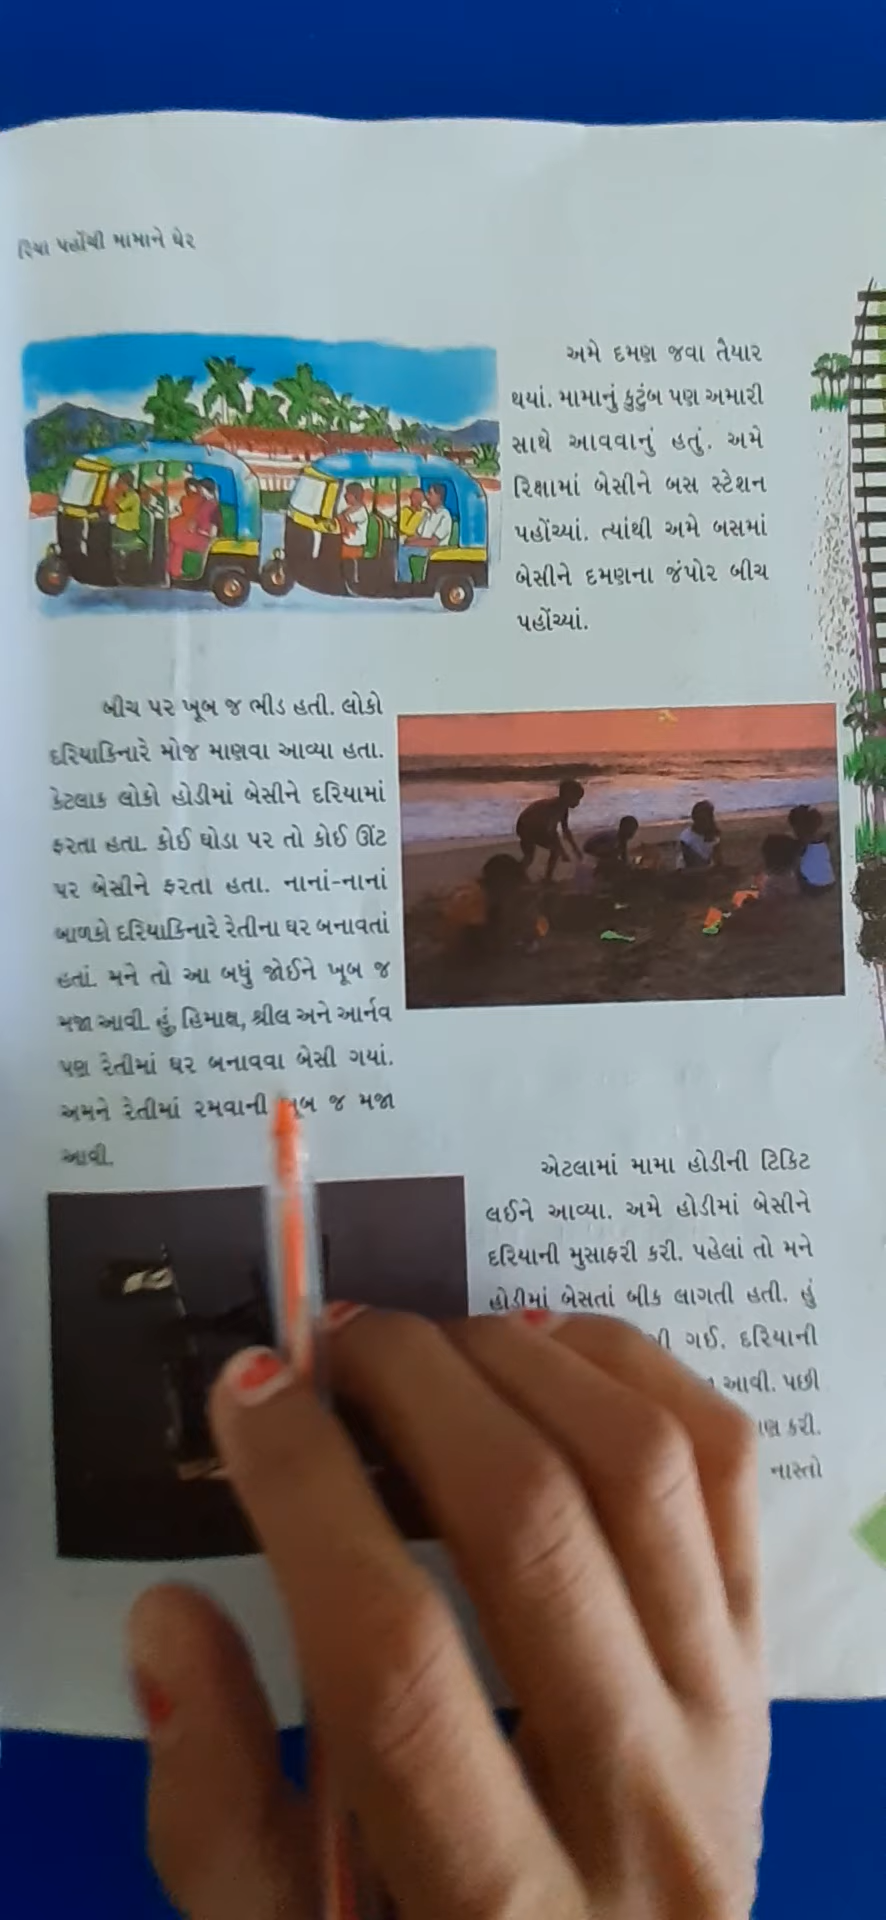 રિયા પહોંચી મામાને ઘેર
અમે દમણ જવા તૈયાર
થયાં. મામાનું કુટુંબ પણ અમારી
સાથે આવવાનું હતું. અમે
રિક્ષામાં બેસીને બસ સ્ટેશન
પહોંચ્યાં. ત્યાંથી અમે બસમાં
બેસીને દમણના જંપોર બીચ
પહોંચ્યાં.
બીચ પર ખૂબ જ ભીડ હતી. લોકો
દરિયાકિનારે મોજ માણવા આવ્યા હતા.
કેટલાક લોકો હોડીમાં બેસીને દરિયામાં
ફરતા હતા. કોઈ ઘોડા પર તો કોઈ ઊંટ
પર બેસીને ફરતા હતા. નાનાં-નાનાં
બાળકો દરિયાકિનારે રેતીના ઘર બનાવતાં
હતાં. મને તો આ બધું જોઈને ખૂબ જ
મજા આવી. હું, હિમાક્ષ, શ્રીલ અને આર્નવ
પણ રેતીમાં ઘર બનાવવા બેસી ગયાં.
અમને રેતીમાં રમવાની ખૂબ જ મજા
આવી.
એટલામાં મામા હોડીની ટિકિટ
લઈને આવ્યા. અમે હોડીમાં બેસીને
દરિયાની મુસાફરી કરી. પહેલાં તો મને
હોડીમાં બેસતાં બીક લાગતી હતી. હું
ગઈ. દરિયાની
આવી. પછી
કરી.
નાસ્તો